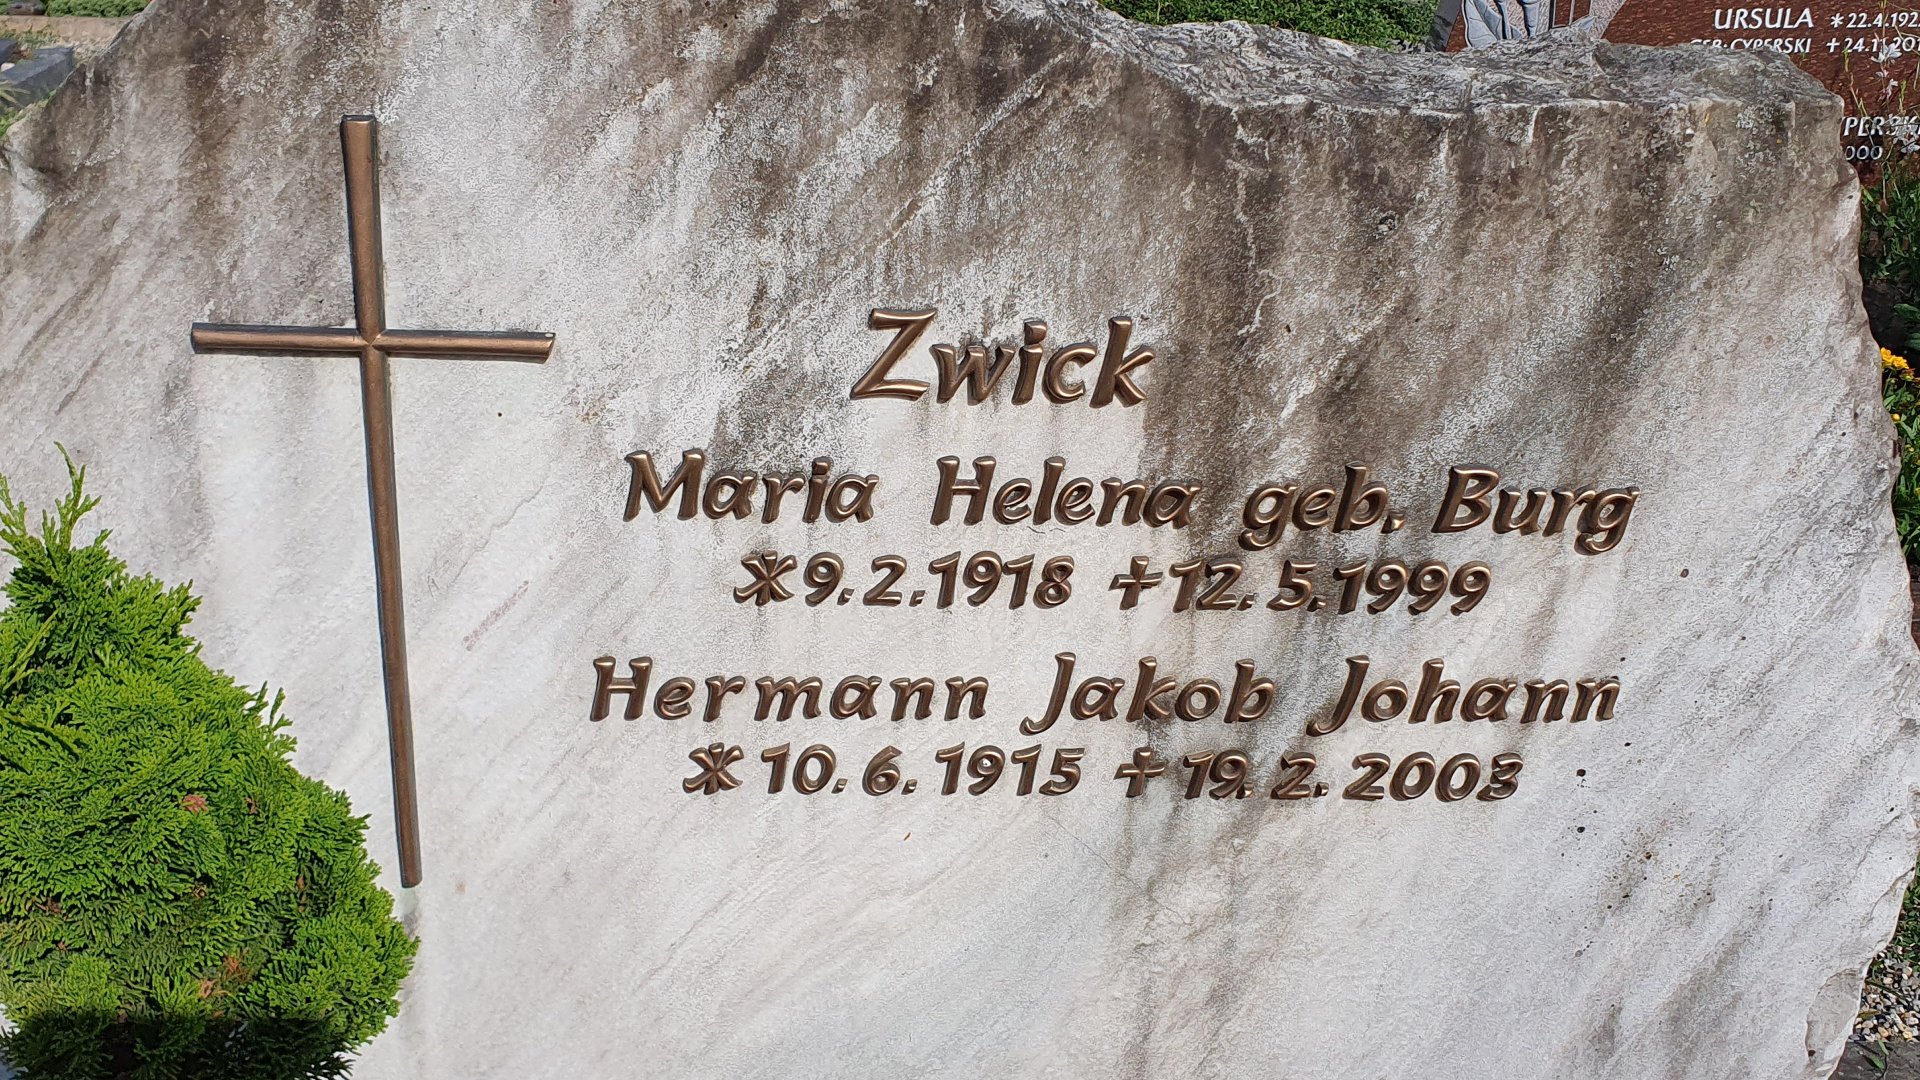 URSULA *22.4.192
GEB. CYPERSKI +24.1
Zwick
Maria Helena geb. Burg
*9.2.1918 +12.5.1999
Hermann Jakob Johann
*10.6.1915 +19.2.2003